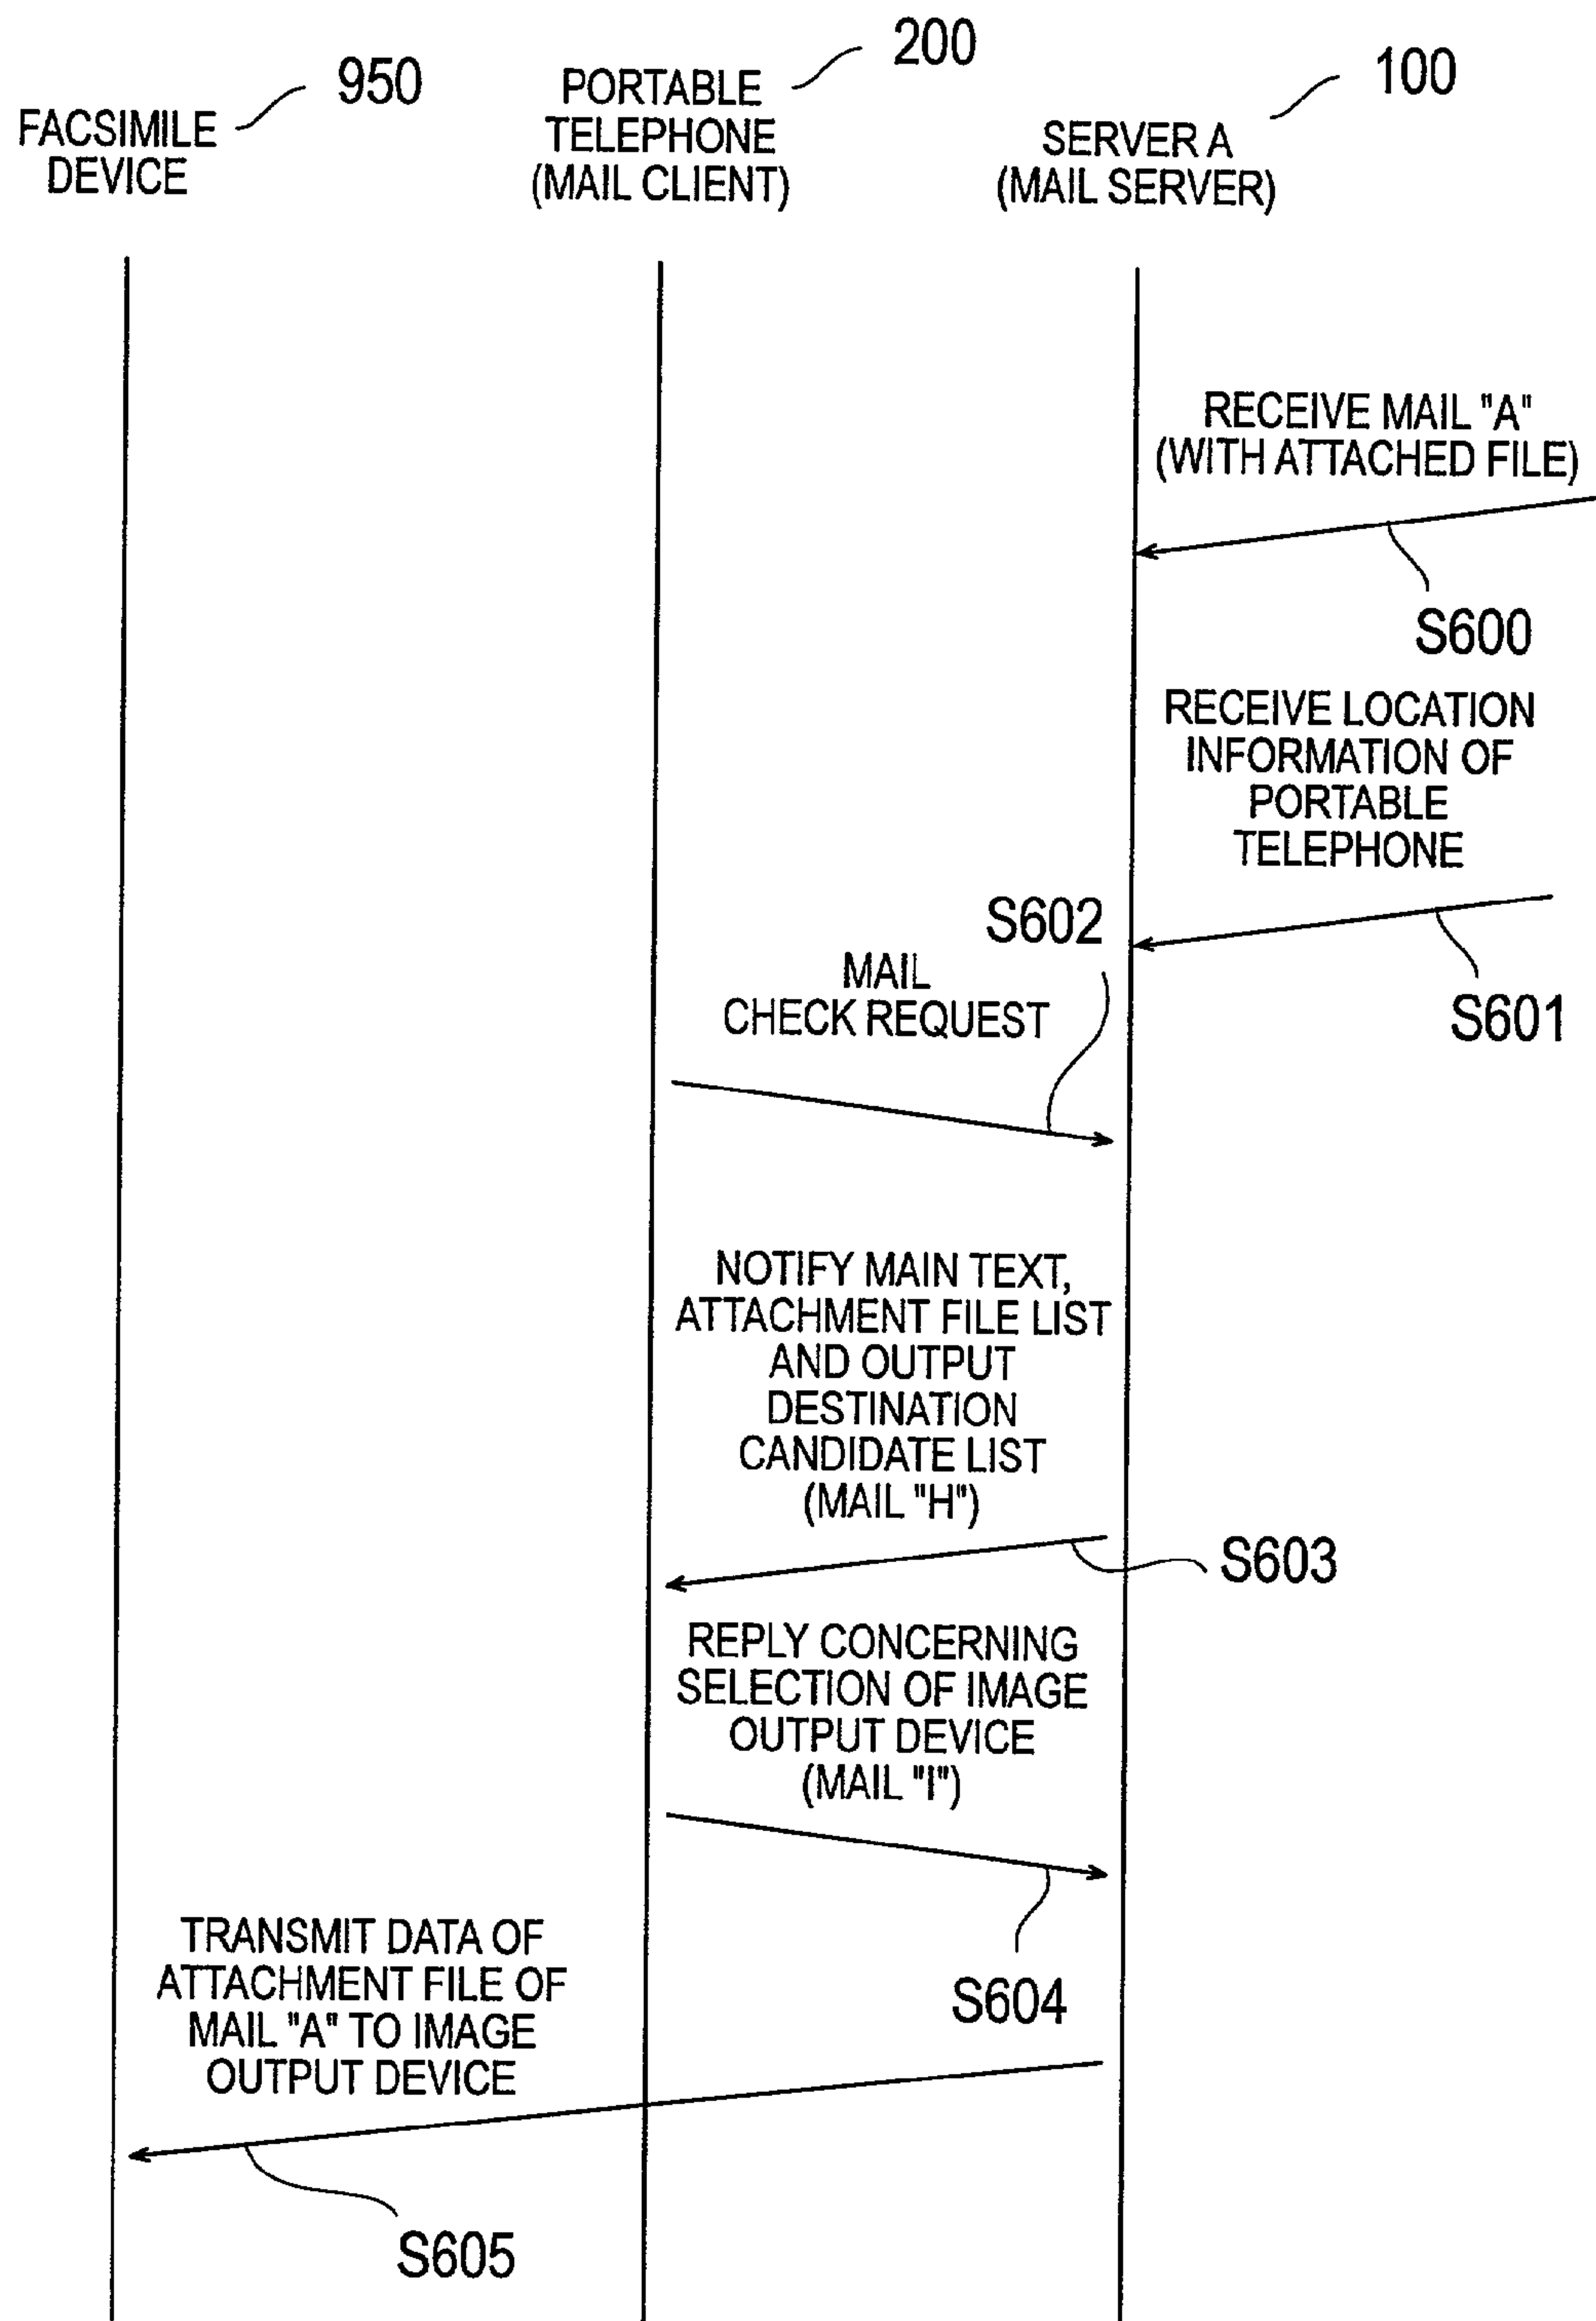 950
FACSIMILE
DEVICE
200
PORTABLE
TELEPHONE
(MAIL CLIENT)
100
SERVER A
(MAIL SERVER)
RECEIVE MAIL "A"
(WITH ATTACHED FILE)
S600
RECEIVE LOCATION
INFORMATION OF
PORTABLE
TELEPHONE
S601
S602
MAIL
CHECK REQUEST
NOTIFY MAIN TEXT,
ATTACHMENT FILE LIST
AND OUTPUT
DESTINATION
CANDIDATE LIST
(MAIL "H")
S603
REPLY CONCERNING
SELECTION OF IMAGE
OUTPUT DEVICE
(MAIL "I")
S604
TRANSMIT DATA OF
ATTACHMENT FILE OF
MAIL "A" TO IMAGE
OUTPUT DEVICE
S605